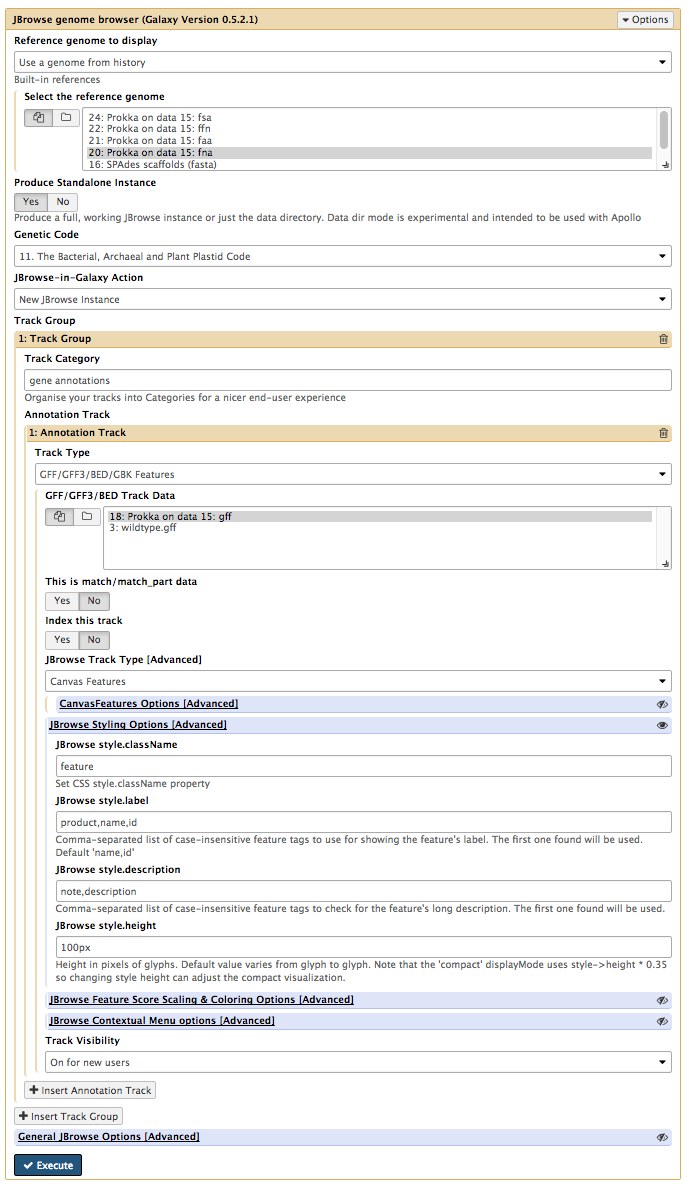 JBrowse genome browser (Galaxy Version 0.5.2.1)
Options
Reference genome to display
Use a genome from history
Built-in references
Select the reference genome
24: Prokka on data 15: fsa
22: Prokka on data 15: ffn
21: Prokka on data 15: faa
20: Prokka on data 15: fna
16: SPAdes scaffolds (fasta)
Produce Standalone Instance
Yes No
Produce a full, working JBrowse instance or just the data directory. Data dir mode is experimental and intended to be used with Apollo
Genetic Code
11. The Bacterial, Archaeal and Plant Plastid Code
JBrowse-in-Galaxy Action
New JBrowse Instance
Track Group
1: Track Group
Track Category
gene annotations
Organise your tracks into Categories for a nicer end-user experience
Annotation Track
1: Annotation Track
Track Type
GFF/GFF3/BED/GBK Features
GFF/GFF3/BED Track Data
18: Prokka on data 15: gff
3: wildtype.gff
This is match/match_part data
Yes No
Index this track
Yes No
JBrowse Track Type [Advanced]
Canvas Features
CanvasFeatures Options [Advanced]
JBrowse Styling Options [Advanced]
JBrowse style.className
feature
Set CSS style.className property
JBrowse style.label
product,name,id
Comma-separated list of case-insensitive feature tags to use for showing the feature's label. The first one found will be used.
Default 'name,id'
JBrowse style.description
note,description
Comma-separated list of case-insensitive feature tags to check for the feature's long description. The first one found will be used.
JBrowse style.height
100px
Height in pixels of glyphs. Default value varies from glyph to glyph. Note that the 'compact' displayMode uses style->height * 0.35
so changing style height can adjust the compact visualization.
JBrowse Feature Score Scaling & Coloring Options [Advanced]
JBrowse Contextual Menu options [Advanced]
Track Visibility
On for new users
Insert Annotation Track
Insert Track Group
General JBrowse Options [Advanced]
Execute